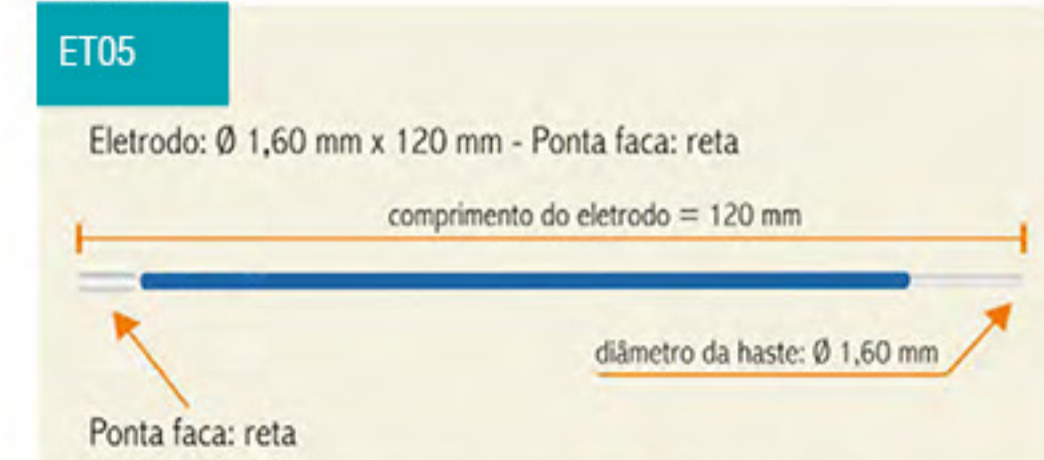 ET05
Eletrodo: Ø 1,60 mm x 120 mm - Ponta faca: reta
comprimento do eletrodo = 120 mm
diâmetro da haste: Ø 1,60 mm
Ponta faca: reta